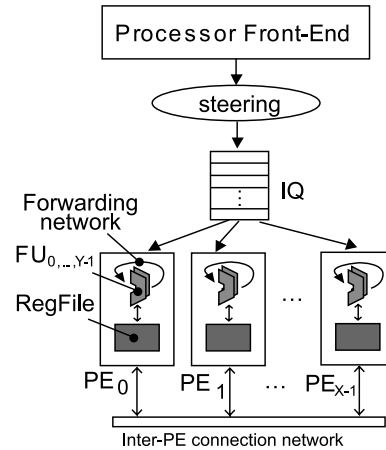 Processor Front-End
steering
IQ
Forwarding
network
FU0,..,Y-1
RegFile
...
PE0
PE1
...
PEX-1
Inter-PE connection network